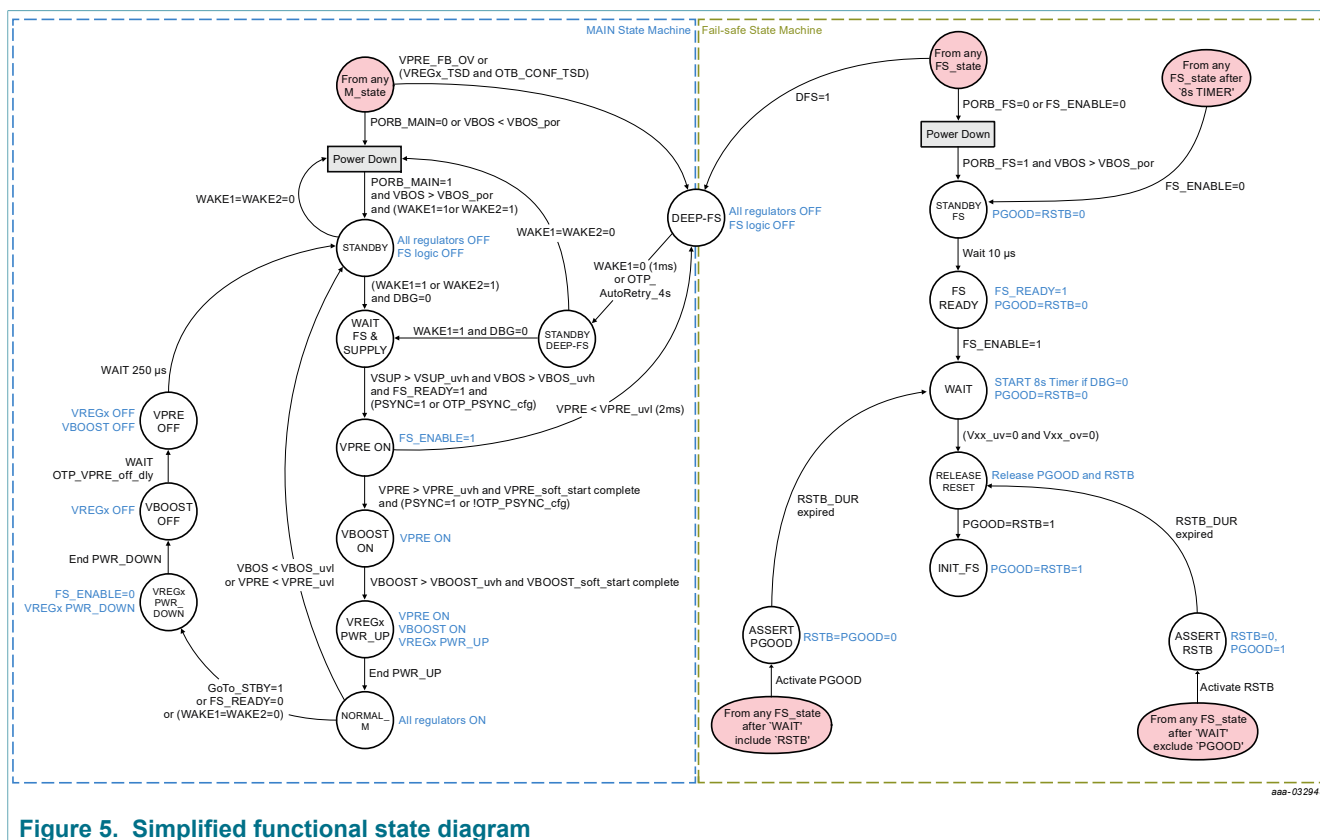 MAIN State Machine
Fail-safe State Machine
From any
M_state
VPRE_FB_OV or
(VREGx_TSD and OTB_CONF_TSD)
PORB_MAIN=0 or VBOS < VBOS_por
Power Down
WAKE1=WAKE2=0
PORB_MAIN=1
and VBOS > VBOS_por
and (WAKE1=1or WAKE2=1)
STANDBY
All regulators OFF
FS logic OFF
WAKE1=WAKE2=0
(WAKE1=1 or WAKE2=1)
and DBG=0
WAIT
FS &
SUPPLY
WAKE1=1 and DBG=0
STANDBY
DEEP-FS
WAKE1=0 (1ms)
or OTP_
AutoRetry_4s
DEEP-FS
All regulators OFF
FS logic OFF
DFS=1
VSUP > VSUP_uvh and VBOS > VBOS_uvh
and FS_READY=1 and
(PSYNC=1 or OTP_PSYNC_cfg)
VPRE < VPRE_uvl (2ms)
VPRE ON
FS_ENABLE=1
VPRE > VPRE_uvh and VPRE_soft_start complete
and (PSYNC=1 or !OTP_PSYNC_cfg)
VBOOST
ON
VPRE ON
VBOOST > VBOOST_uvh and VBOOST_soft_start complete
VREGx
PWR_UP
VPRE ON
VBOOST ON
VREGx PWR_UP
End PWR_UP
NORMAL_
M
All regulators ON
VBOS < VBOS_uvl
or VPRE < VPRE_uvl
GoTo_STBY=1
or FS_READY=0
or (WAKE1=WAKE2=0)
VREGx
PWR_
DOWN
FS_ENABLE=0
VREGx PWR_DOWN
End PWR_DOWN
VBOOST
OFF
VREGx OFF
WAIT
OTP_VPRE_off_dly
VPRE
OFF
VREGx OFF
VBOOST OFF
WAIT 250 µs
From any
FS_state
PORB_FS=0 or FS_ENABLE=0
Power Down
PORB_FS=1 and VBOS > VBOS_por
From any
FS_state after
‘8s TIMER'
FS_ENABLE=0
STANDBY
FS
PGOOD=RSTB=0
Wait 10 µs
FS
READY
FS_READY=1
PGOOD=RSTB=0
FS_ENABLE=1
WAIT
START 8s Timer if DBG=0
PGOOD=RSTB=0
(Vxx_uv=0 and Vxx_ov=0)
RELEASE
RESET
Release PGOOD and RSTB
PGOOD=RSTB=1
INIT_FS
PGOOD=RSTB=1
RSTB_DUR
expired
ASSERT
PGOOD
RSTB=PGOOD=0
Activate PGOOD
From any FS_state
after ‘WAIT'
include ‘RSTB'
RSTB_DUR
expired
ASSERT
RSTB
RSTB=0,
PGOOD=1
Activate RSTB
From any FS_state
after ‘WAIT'
exclude ‘PGOOD'
aaa-03294
Figure 5. Simplified functional state diagram